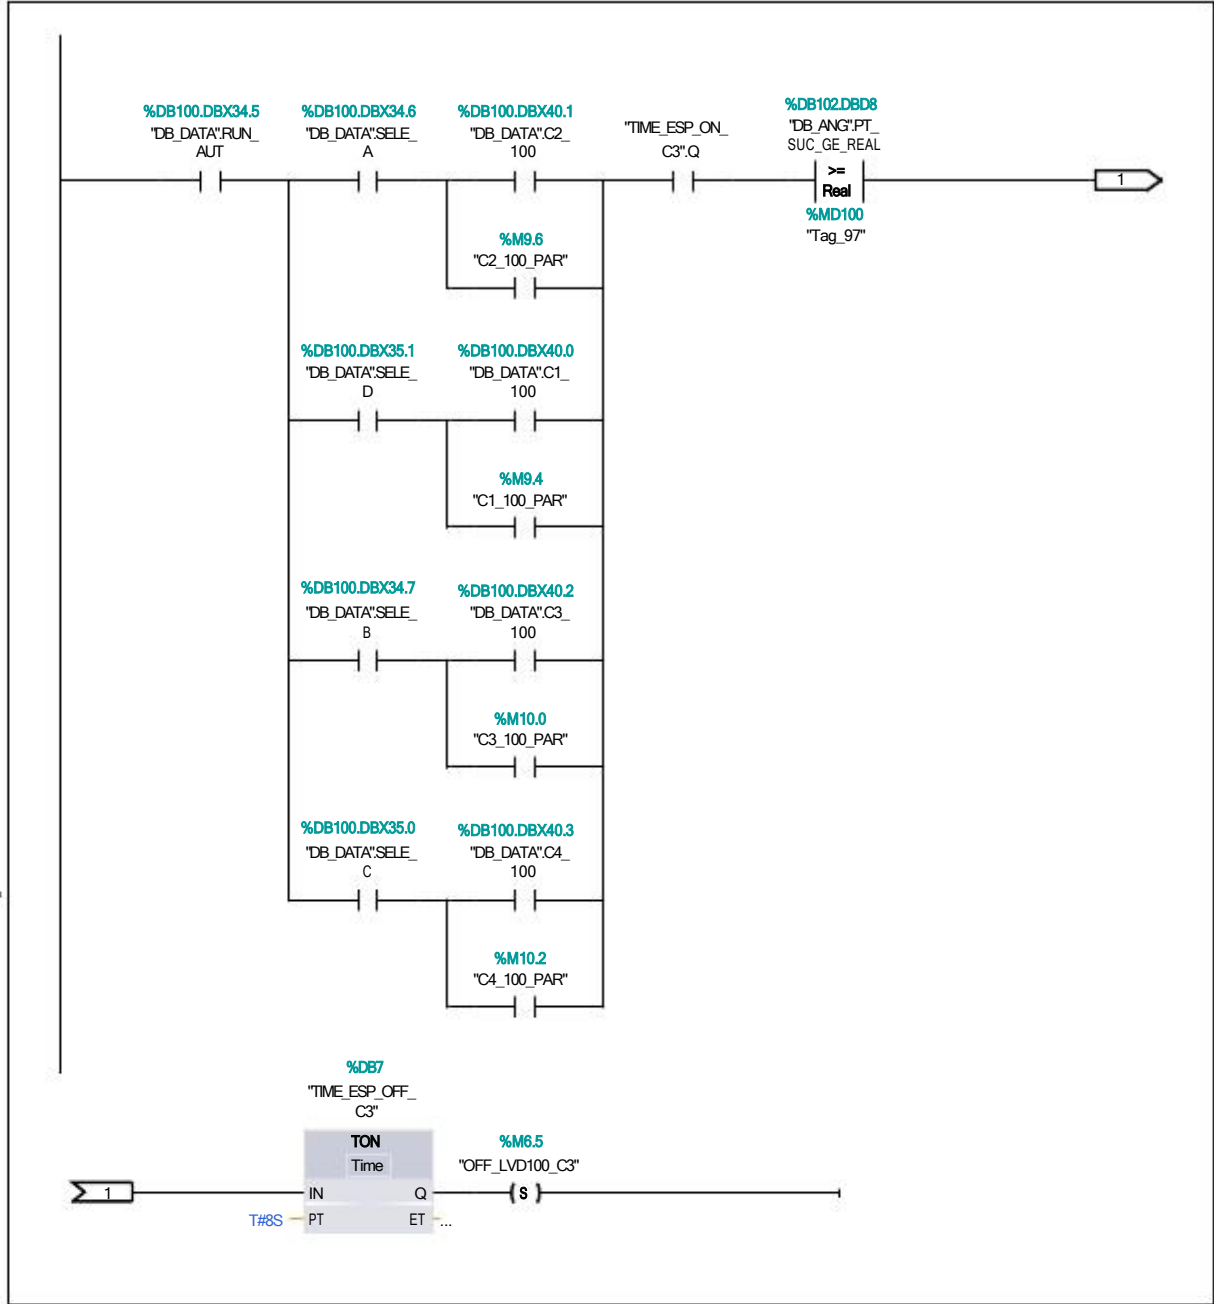 %DB100.DBX34.5
"DB_DATA".RUN_
AUT
%DB100.DBX34.6
"DB_DATA".SELE_
A
%DB100.DBX40.1
"DB_DATA".C2_
100
"TIME_ESP_ON_
C3".Q
%DB102.DBD8
"DB_ANG".PT_
SUC_GE_REAL
>=
Real
%MD100
"Tag_97"
1
%M9.6
"C2_100_PAR"
%DB100.DBX35.1
"DB_DATA".SELE_
D
%DB100.DBX40.0
"DB_DATA".C1_
100
%M9.4
"C1_100_PAR"
%DB100.DBX34.7
"DB_DATA".SELE_
B
%DB100.DBX40.2
"DB_DATA".C3_
100
%M10.0
"C3_100_PAR"
%DB100.DBX35.0
"DB_DATA".SELE_
C
%DB100.DBX40.3
"DB_DATA".C4_
100
%M10.2
"C4_100_PAR"
%DB7
"TIME_ESP_OFF_
C3"
TON
Time
%M6.5
"OFF_LVD100_C3"
1
IN
Q
S
T#8S
PT
ET
...